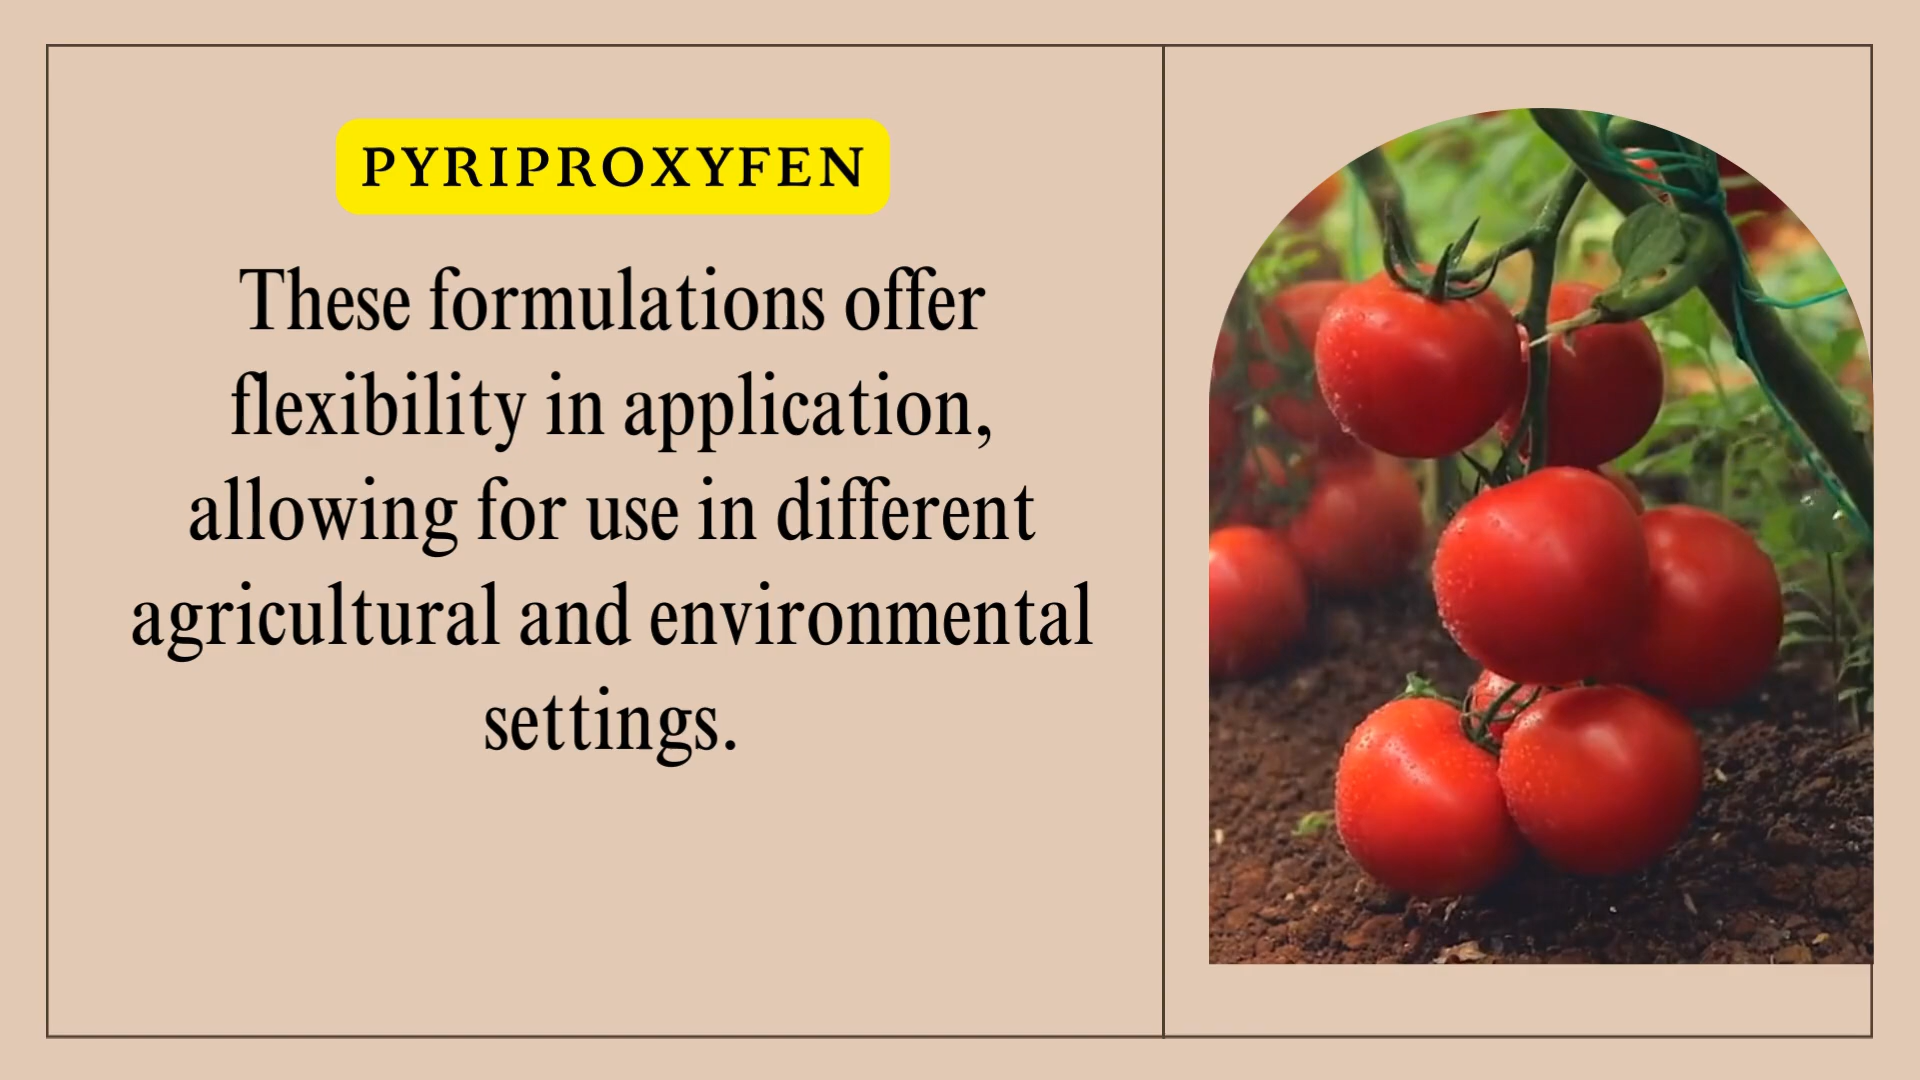 PYRIPROXYFEN
These formulations offer
flexibility in application,
allowing for use in different
agricultural and environmental
settings.